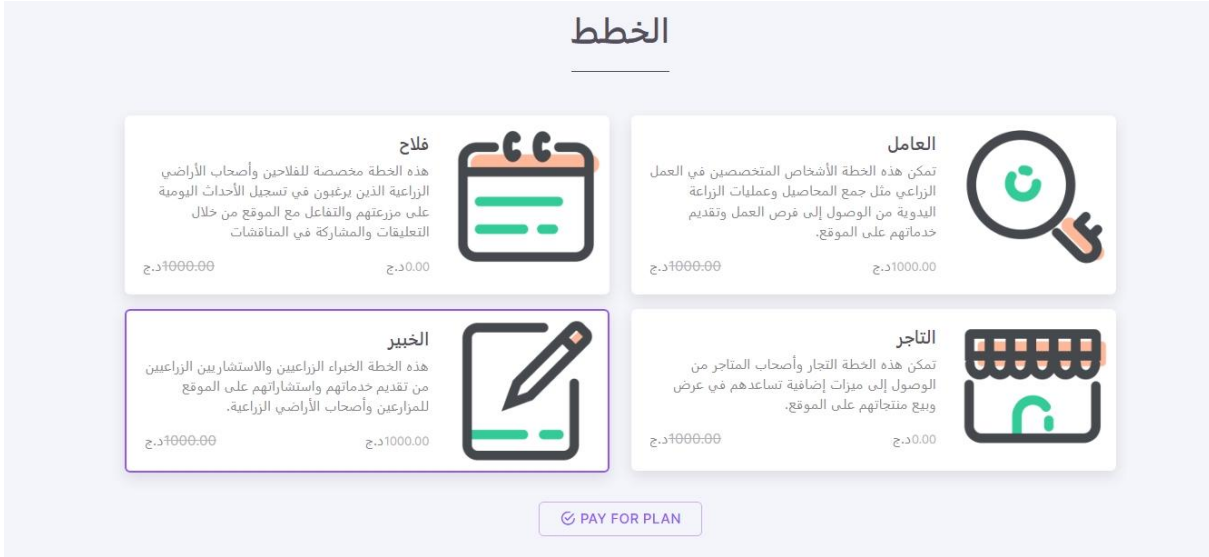 الخطط
العامل
تمكن هذه الخطة الأشخاص المتخصصين في العمل
الزراعي مثل جمع المحاصيل وعمليات الزراعة
اليدوية من الوصول إلى فرص العمل وتقديم
خدماتهم على الموقع.
1000.00د.ج 1000.00د.ج
فلاح
هذه الخطة مخصصة للفلاحين وأصحاب الأراضي
الزراعية الذين يرغبون في تسجيل الأحداث اليومية
على مزرعتهم والتفاعل مع الموقع من خلال
التعليقات والمشاركة في المناقشات
0.00د.ج 1000.00د.ج
التاجر
تمكن هذه الخطة التجار وأصحاب المتاجر من
الوصول إلى ميزات إضافية تساعدهم في عرض
وبيع منتجاتهم على الموقع.
0.00د.ج 1000.00د.ج
الخبير
هذه الخطة الخبراء الزراعيين والاستشاريين الزراعيين
من تقديم خدماتهم واستشاراتهم على الموقع
للمزارعين وأصحاب الأراضي الزراعية.
1000.00د.ج 1000.00د.ج
PAY FOR PLAN